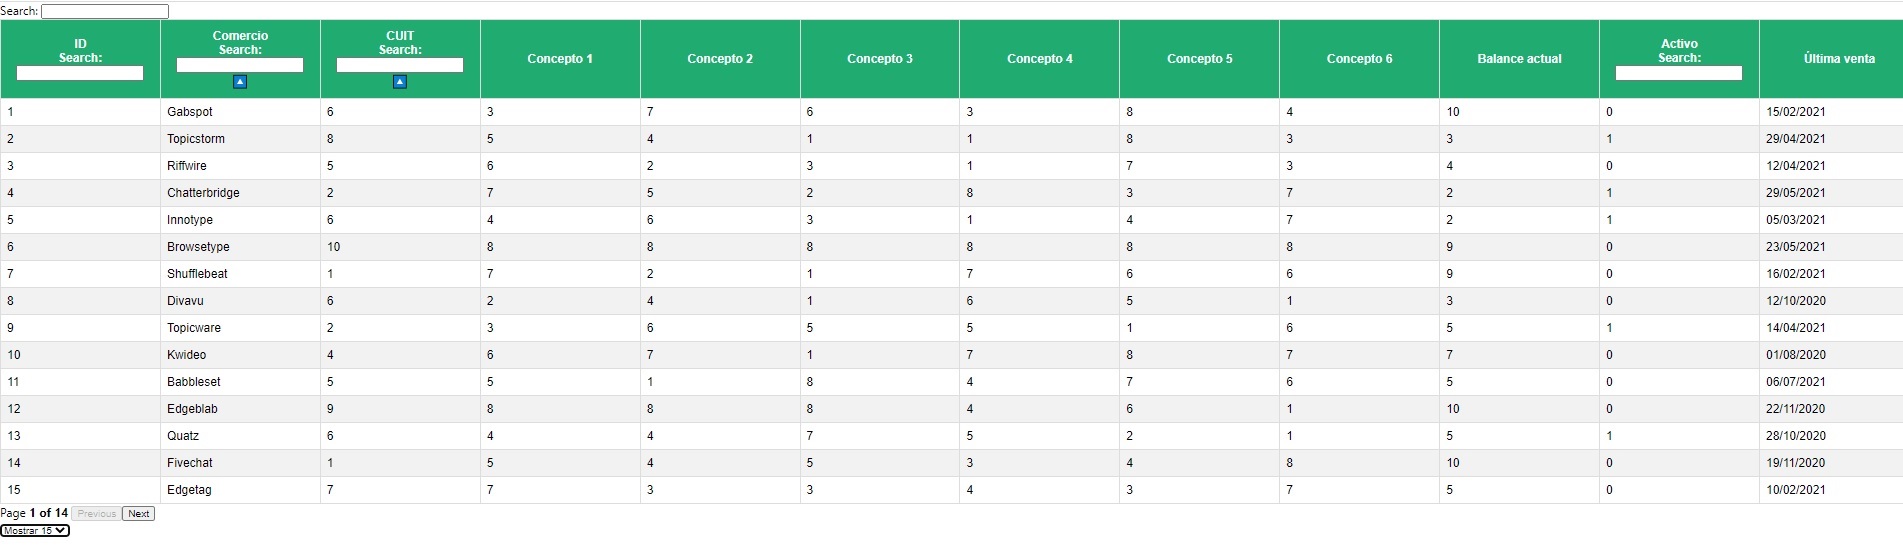 Search:
ID Search: Comercio Search: CUIT Search: Concepto 1 Concepto 2 Concepto 3 Concepto 4 Concepto 5 Concepto 6 Balance actual Activo Search: Última venta
1 Gabspot 6 3 7 6 3 8 4 10 0 15/02/2021
2 Topicstorm 8 5 4 1 1 8 3 3 1 29/04/2021
3 Riffwire 5 6 2 3 1 7 3 4 0 12/04/2021
4 Chatterbridge 2 7 5 2 8 3 7 2 1 29/05/2021
5 Innotype 6 4 6 3 1 4 7 2 1 05/03/2021
6 Browsetype 10 8 8 8 8 8 8 9 0 23/05/2021
7 Shufflebeat 1 7 2 1 7 6 6 9 0 16/02/2021
8 Divavu 6 2 4 1 6 5 1 3 0 12/10/2020
9 Topicware 2 3 6 5 5 1 6 5 1 14/04/2021
10 Kwideo 4 6 7 1 7 8 7 7 0 01/08/2020
11 Babbleset 5 5 1 8 4 7 6 5 0 06/07/2021
12 Edgeblab 9 8 8 8 4 6 1 10 0 22/11/2020
13 Quatz 6 4 4 7 5 2 1 5 1 28/10/2020
14 Fivechat 1 5 4 5 3 4 8 10 0 19/11/2020
15 Edgetag 7 7 3 3 4 3 7 5 0 10/02/2021
Page 1 of 14 Previous Next
Mostrar 15